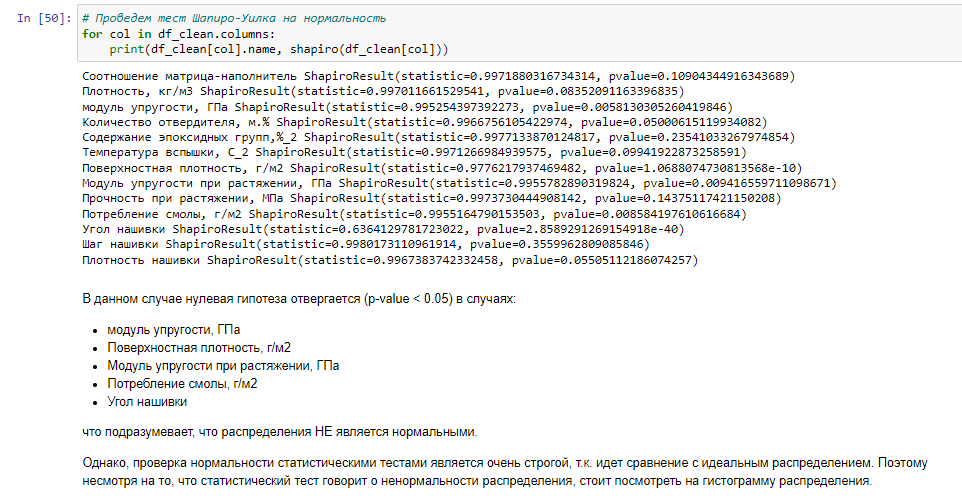 In [50]: # Проведем тест Шапиро-Уилка на нормальность
for col in df_clean.columns:
    print(df_clean[col].name, shapiro(df_clean[col]))
Соотношение матрица-наполнитель ShapiroResult(statistic=0.9971880316734314, pvalue=0.10904344916343689)
Плотность, кг/м3 ShapiroResult(statistic=0.997011661529541, pvalue=0.08352091163396835)
модуль упругости, ГПа ShapiroResult(statistic=0.995254397392273, pvalue=0.0058130305260419846)
Количество отвердителя, м.% ShapiroResult(statistic=0.9966756105422974, pvalue=0.05000615119934082)
Содержание эпоксидных групп,%_2 ShapiroResult(statistic=0.9977133870124817, pvalue=0.23541033267974854)
Температура вспышки, С_2 ShapiroResult(statistic=0.9971266984939575, pvalue=0.09941922873258591)
Поверхностная плотность, г/м2 ShapiroResult(statistic=0.9776217937469482, pvalue=1.0688074730813568e-10)
Модуль упругости при растяжении, ГПа ShapiroResult(statistic=0.9955782890319824, pvalue=0.009416559711098671)
Прочность при растяжении, МПа ShapiroResult(statistic=0.9973730444908142, pvalue=0.14375117421150208)
Потребление смолы, г/м2 ShapiroResult(statistic=0.9955164790153503, pvalue=0.008584197610616684)
Угол нашивки ShapiroResult(statistic=0.6364129781723022, pvalue=2.8589291269154918e-40)
Шаг нашивки ShapiroResult(statistic=0.9980173110961914, pvalue=0.3559962809085846)
Плотность нашивки ShapiroResult(statistic=0.9967383742332458, pvalue=0.05505112186074257)
В данном случае нулевая гипотеза отвергается (p-value < 0.05) в случаях:
• модуль упругости, ГПа
• Поверхностная плотность, г/м2
• Модуль упругости при растяжении, ГПа
• Потребление смолы, г/м2
• Угол нашивки
что подразумевает, что распределения НЕ является нормальными.
Однако, проверка нормальности статистическими тестами является очень строгой, т.к. идет сравнение с идеальным распределением. Поэтому
несмотря на то, что статистический тест говорит о ненормальности распределения, стоит посмотреть на гистограмму распределения.